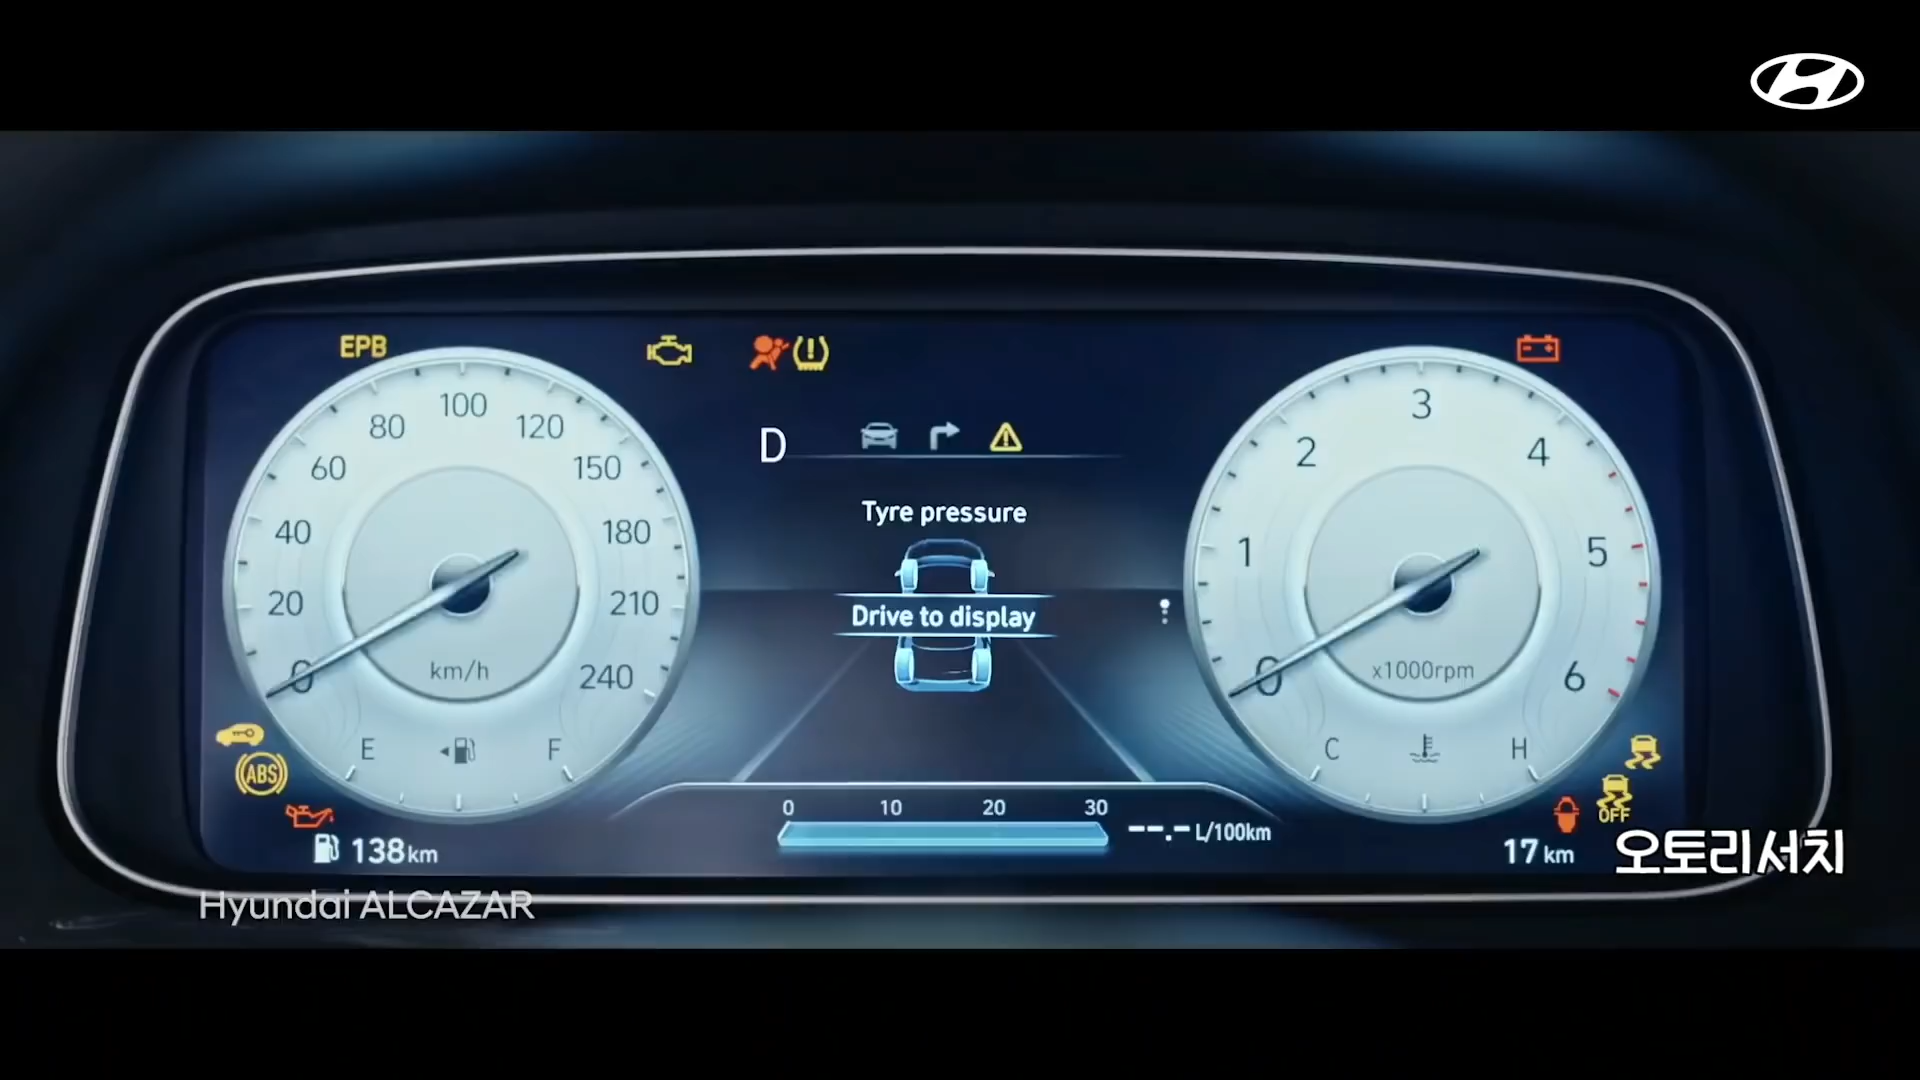 EPB
80 100 120
60 150
40 180
20 210
0 240
km/h
E F
ABS
138km
D
Tyre pressure
Drive to display
0 10 20 30
--.- L/100km
3
2 4
1 5
0 6
x1000rpm
C H
OFF
17 km
오토리서치
Hyundai ALCAZAR